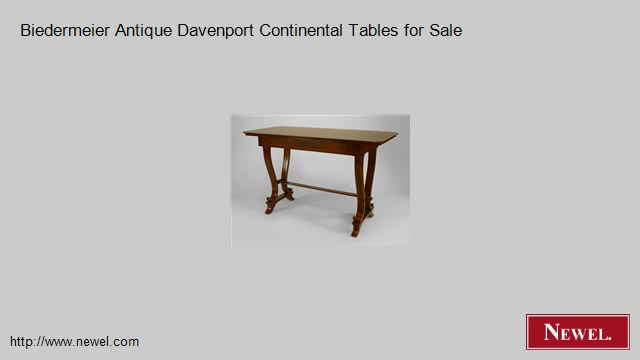 Biedermeier Antique Davenport Continental Tables for Sale
http://www.newel.com
NEWEL.